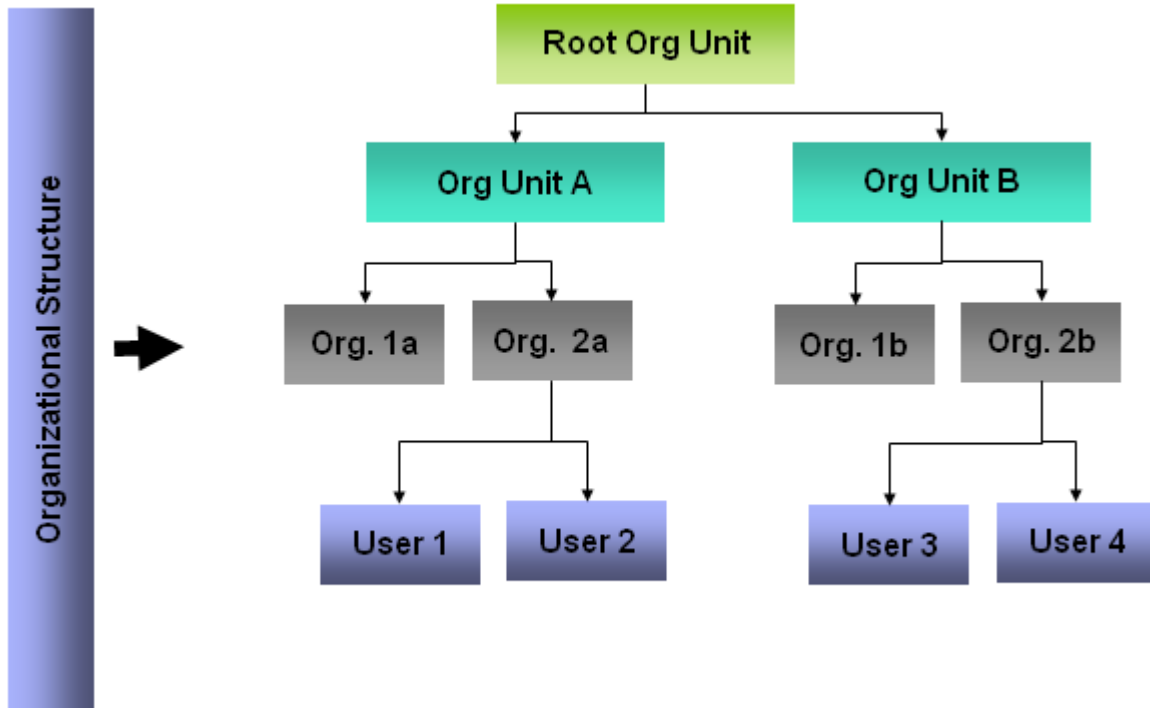 Organizational Structure
Root Org Unit
Org Unit A
Org Unit B
Org. 1a
Org. 2a
Org. 1b
Org. 2b
User 1
User 2
User 3
User 4